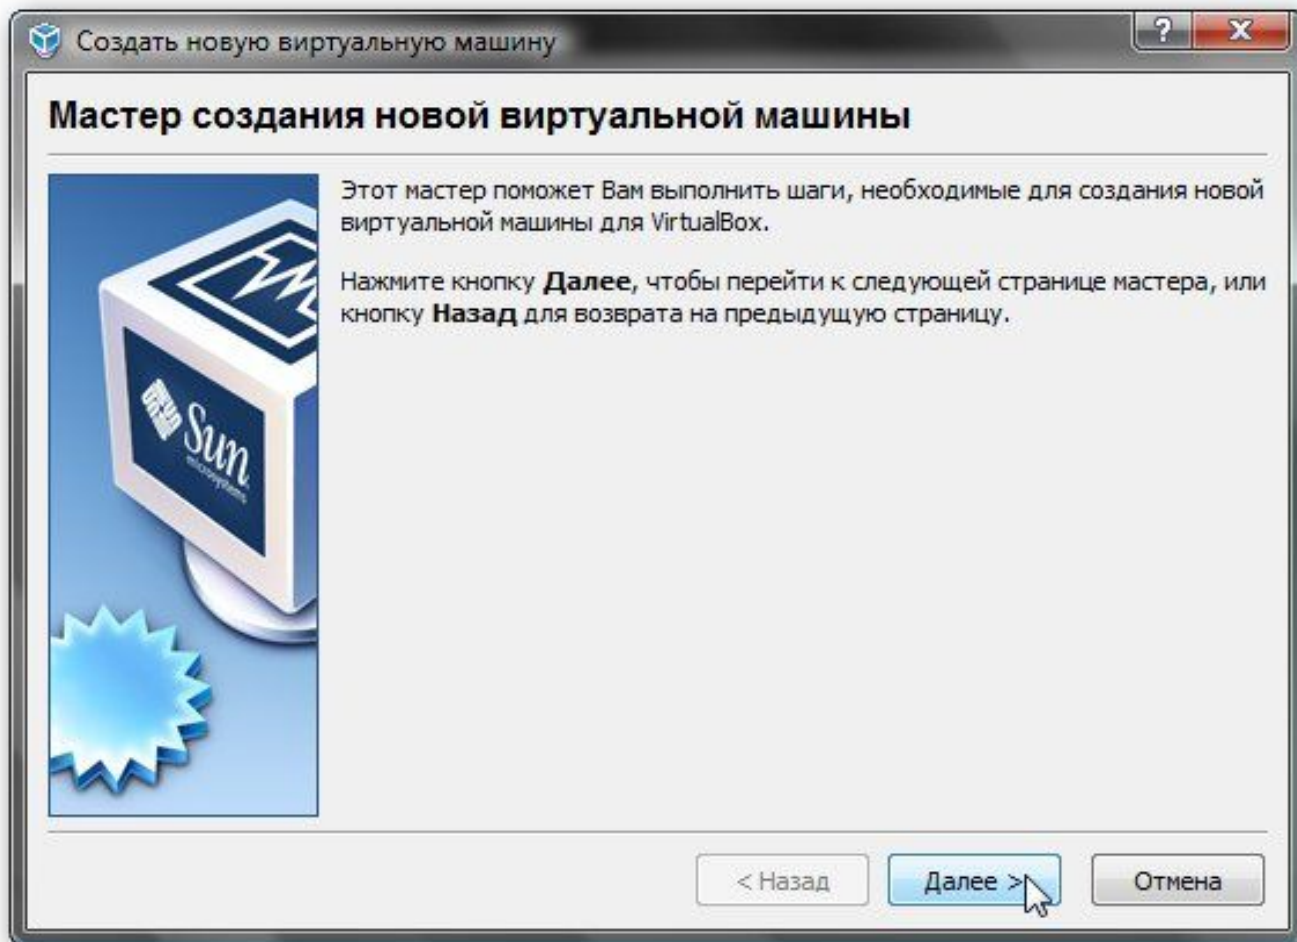 Создать новую виртуальную машину
?
X
Мастер создания новой виртуальной машины
Этот мастер поможет Вам выполнить шаги, необходимые для создания новой
виртуальной машины для VirtualBox.
Нажмите кнопку Далее, чтобы перейти к следующей странице мастера, или
кнопку Назад для возврата на предыдущую страницу.
Sun
microsystems
< Назад
Далее >
Отмена